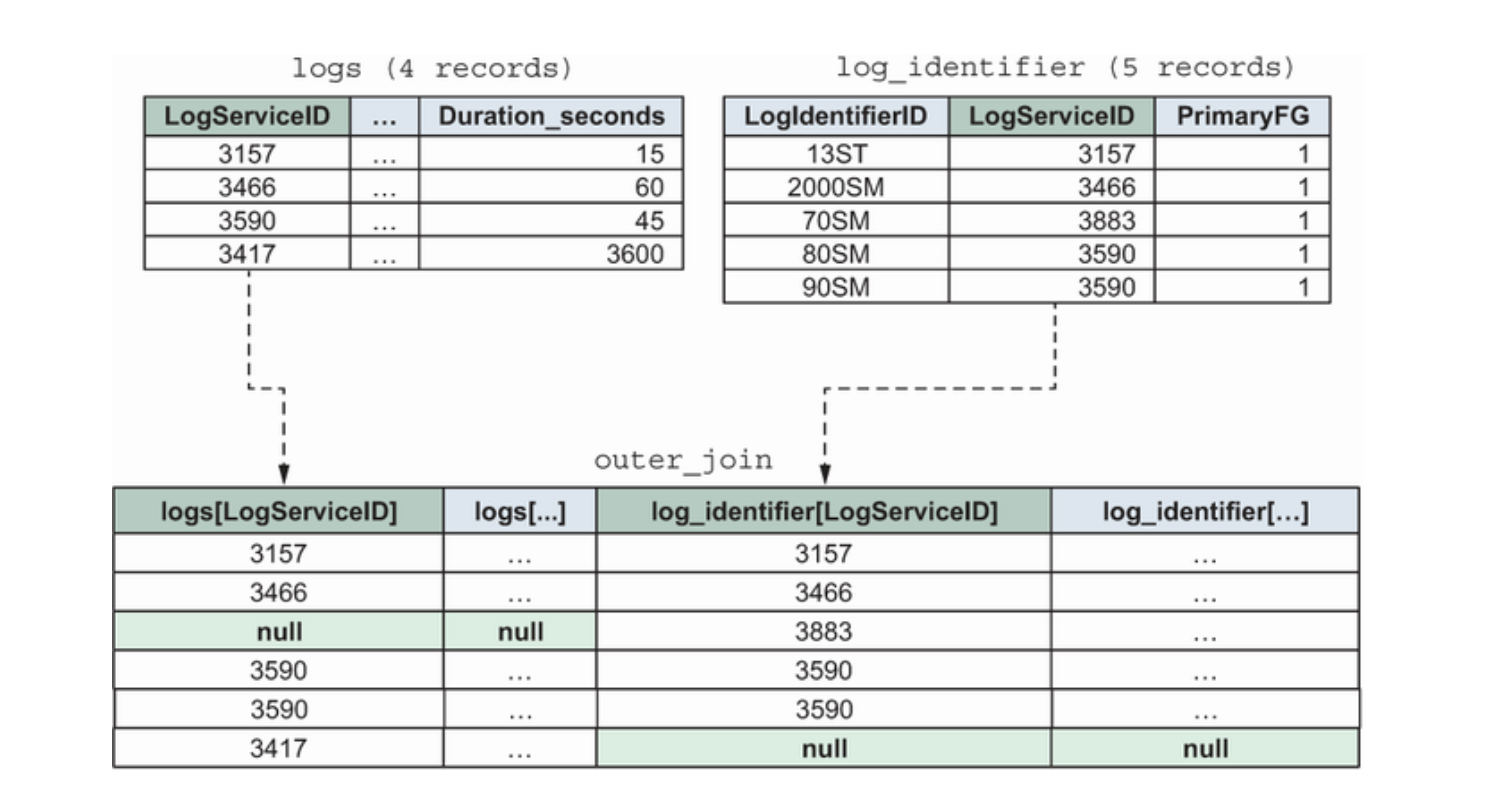 logs (4 records)
LogServiceID ... Duration_seconds
3157 ... 15
3466 ... 60
3590 ... 45
3417 ... 3600
log_identifier (5 records)
LogIdentifierID LogServiceID PrimaryFG
13ST 3157 1
2000SM 3466 1
70SM 3883 1
80SM 3590 1
90SM 3590 1
outer_join
logs[LogServiceID] logs[...] log_identifier[LogServiceID] log_identifier[...]
3157 ... 3157 ...
3466 ... 3466 ...
null null 3883 ...
3590 ... 3590 ...
3590 ... 3590 ...
3417 ... null null